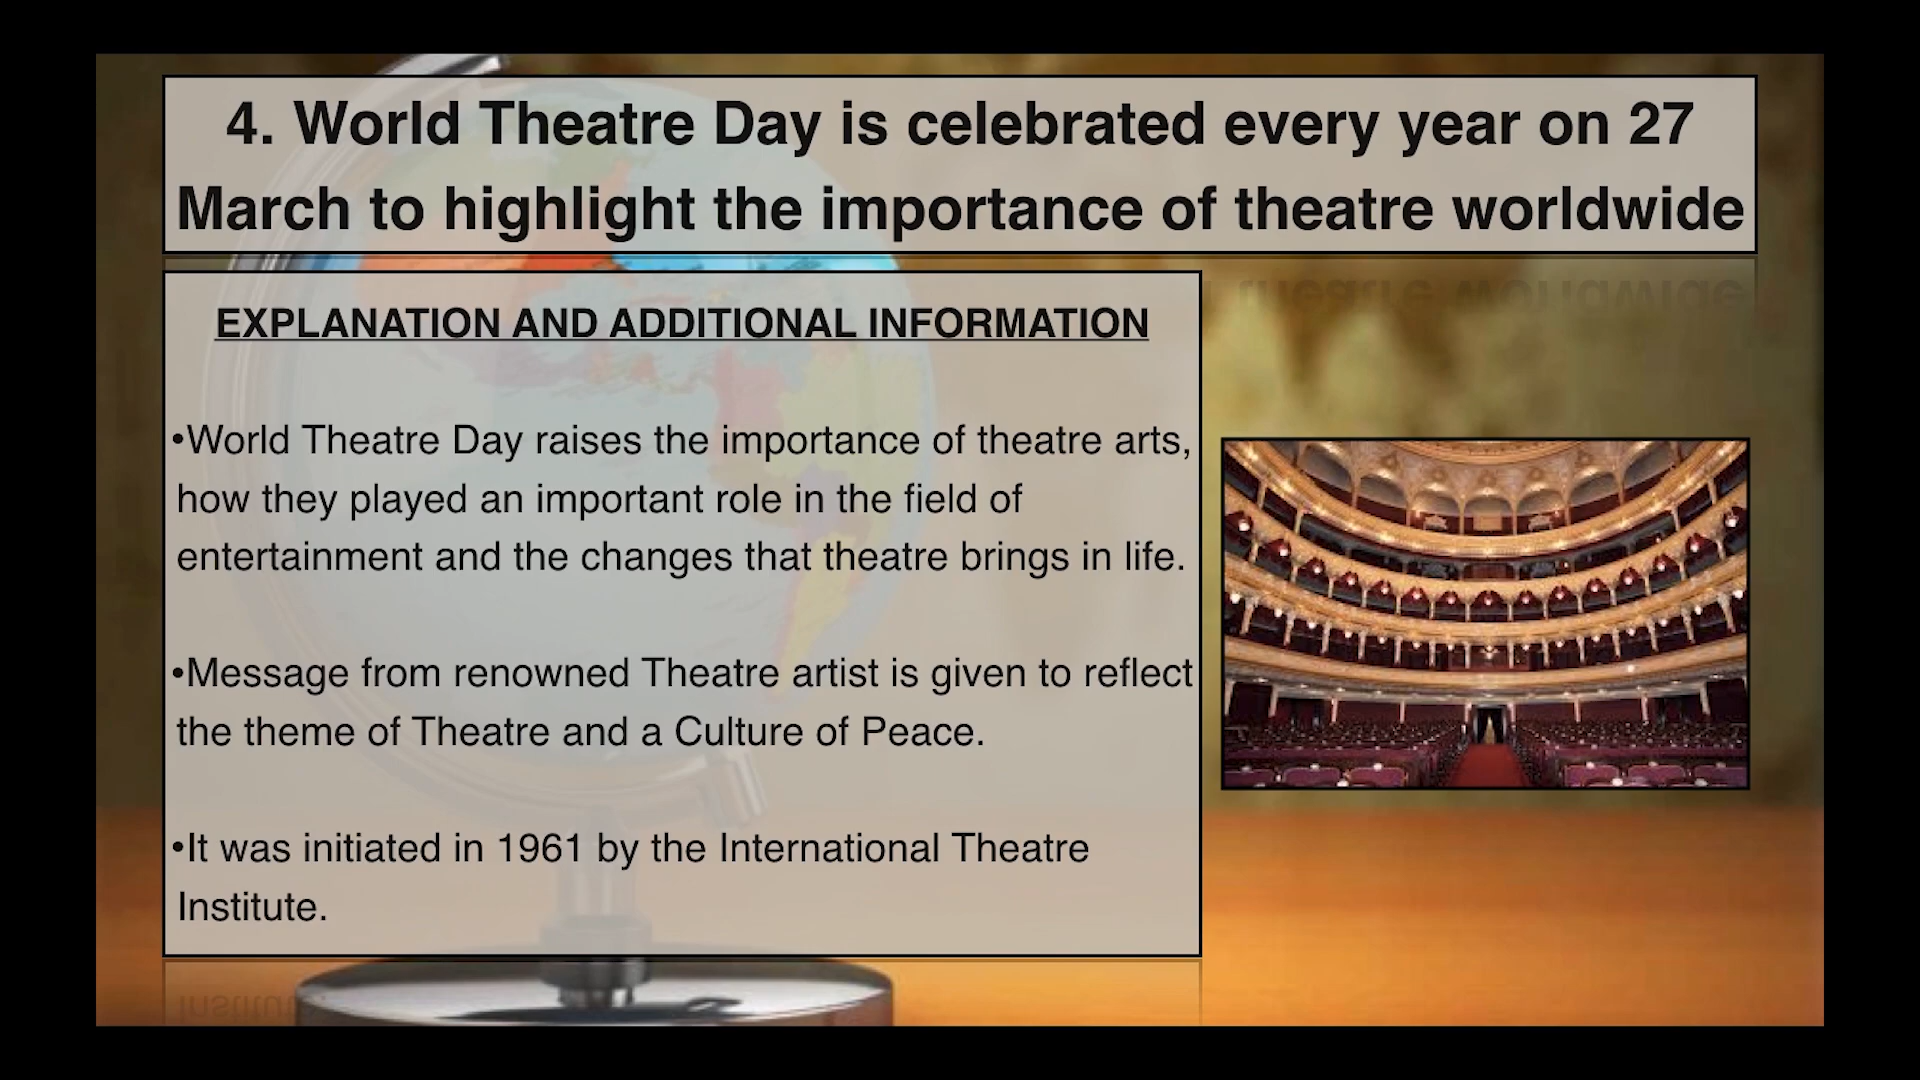 4. World Theatre Day is celebrated every year on 27
March to highlight the importance of theatre worldwide
EXPLANATION AND ADDITIONAL INFORMATION
•World Theatre Day raises the importance of theatre arts,
how they played an important role in the field of
entertainment and the changes that theatre brings in life.
•Message from renowned Theatre artist is given to reflect
the theme of Theatre and a Culture of Peace.
•It was initiated in 1961 by the International Theatre
Institute.